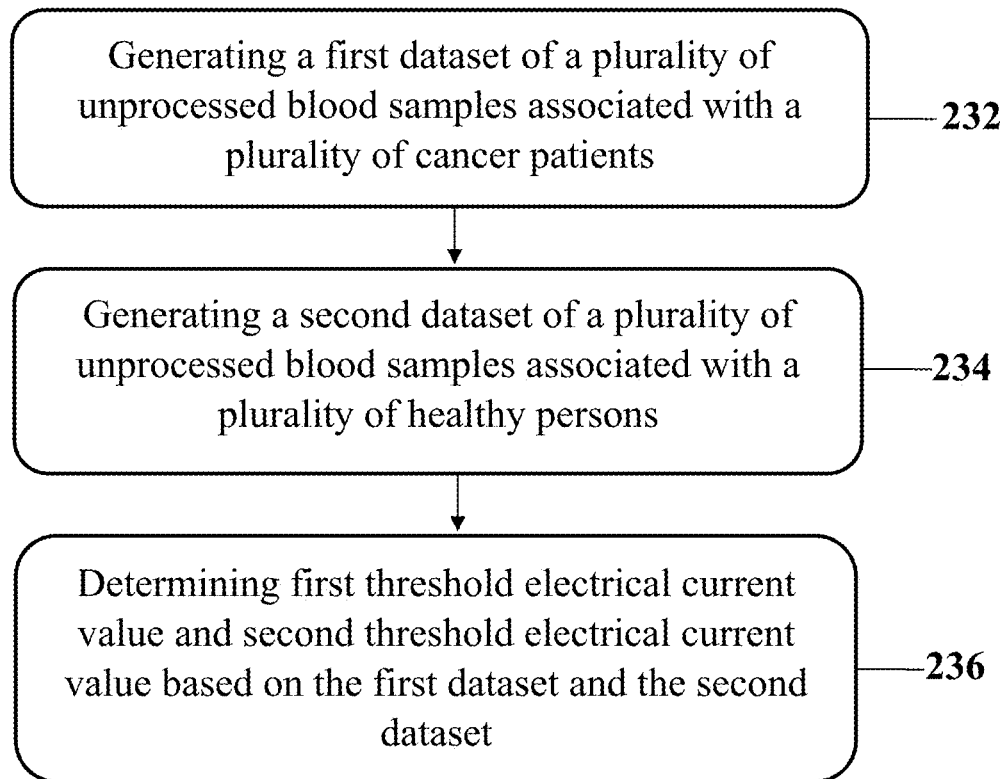 Generating a first dataset of a plurality of
unprocessed blood samples associated with a
plurality of cancer patients
232
Generating a second dataset of a plurality of
unprocessed blood samples associated with a
plurality of healthy persons
234
Determining first threshold electrical current
value and second threshold electrical current
value based on the first dataset and the second
dataset
236